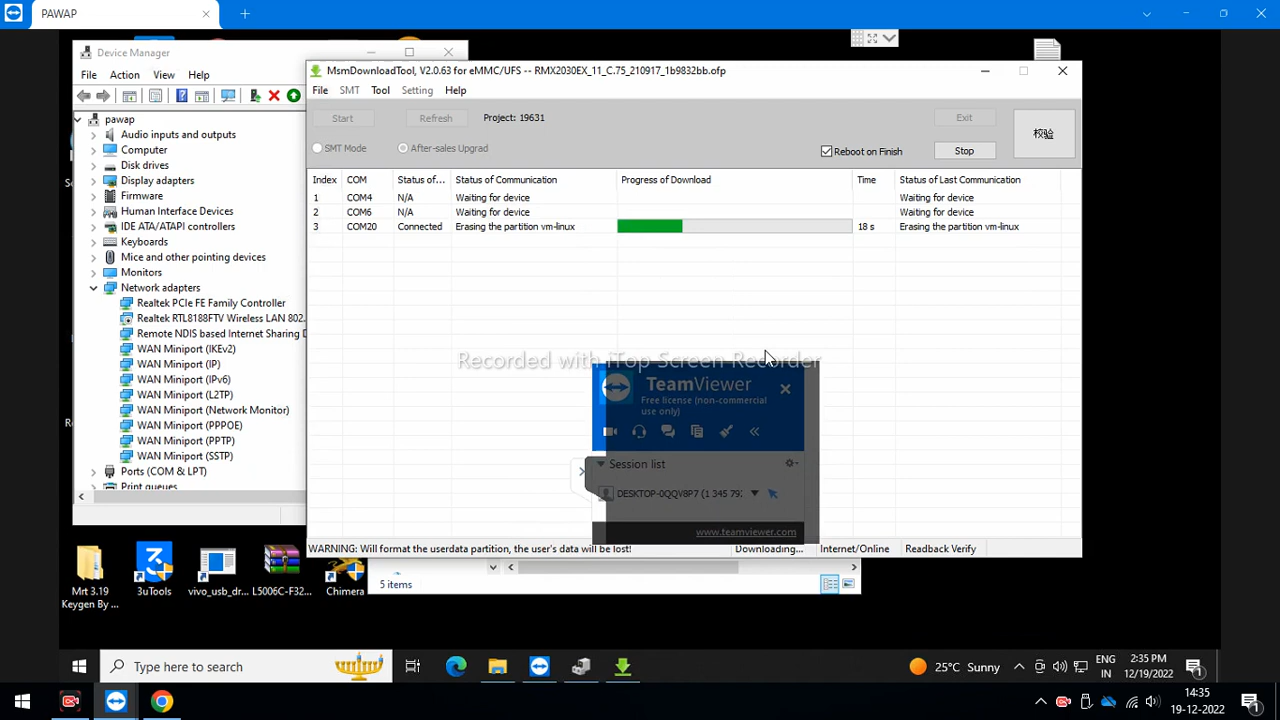 PAWAP
Device Manager
File Action View Help
pawap
Audio inputs and outputs
Computer
Disk drives
Display adapters
Firmware
Human Interface Devices
IDE ATA/ATAPI controllers
Keyboards
Mice and other pointing devices
Monitors
Network adapters
Realtek PCIe FE Family Controller
Realtek RTL8188FTV Wireless LAN 802.
Remote NDIS based Internet Sharing D
WAN Miniport (IKEv2)
WAN Miniport (IP)
WAN Miniport (IPv6)
WAN Miniport (L2TP)
WAN Miniport (Network Monitor)
WAN Miniport (PPPOE)
WAN Miniport (PPTP)
WAN Miniport (SSTP)
Ports (COM & LPT)
Print queues
MsmDownloadTool, V2.0.63 for eMMC/UFS -- RMX2030EX_11_C.75_210917_1b9832bb.ofp
File SMT Tool Setting Help
Start Refresh Project: 19631 Exit 校验
SMT Mode After-sales Upgrad Reboot on Finish Stop
Index COM Status of... Status of Communication Progress of Download Time Status of Last Communication
1 COM4 N/A Waiting for device Waiting for device
2 COM6 N/A Waiting for device Waiting for device
3 COM20 Connected Erasing the partition vm-linux 18 s Erasing the partition vm-linux
Recorded with iTop Screen Recorder
TeamViewer
Free license (non-commercial
use only)
Session list
DESKTOP-0QQV8P7 (1 345 79
www.teamviewer.com
WARNING: Will format the userdata partition, the user's data will be lost! Downloading... Internet/Online Readback Verify
5 items
Mrt 3.19
Keygen By ...
3uTools
vivo_usb_dr...
L5006C-F32...
Chimera
Type here to search
25°C Sunny
ENG
IN
2:35 PM
12/19/2022
14:35
19-12-2022